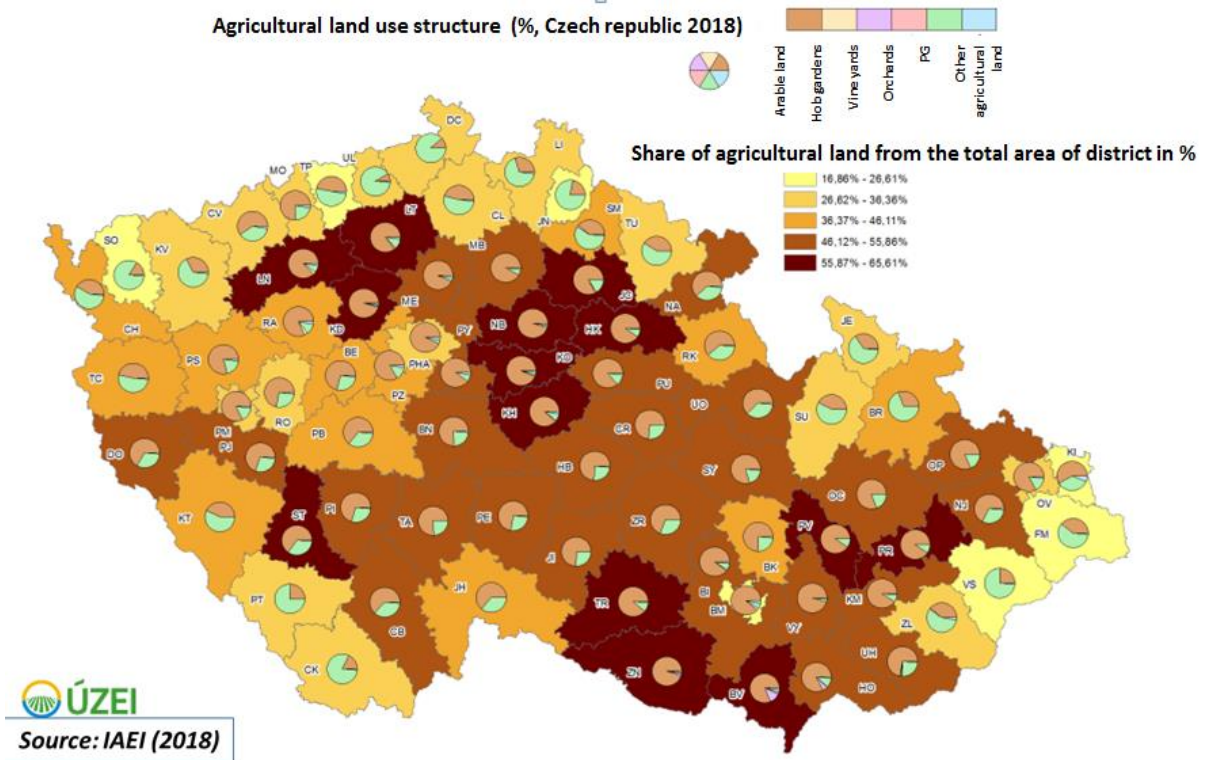 Agricultural land use structure (%, Czech republic 2018)
Arable land
Hobgardens
Vineyards
Orchards
PG
Other agricultural land
Share of agricultural land from the total area of district in %
16,86% - 26,61%
26,62% - 36,36%
36,37% - 46,11%
46,12% - 55,86%
55,87% - 65,61%
DC
LI
UL
TP
MO
CV
LT
CL
JN
SM
TU
SO
KV
LN
MB
JC
NA
CH
RA
KD
ME
NB
HK
RK
JE
TC
PS
BE
PHA
PY
KO
PZ
KH
PU
UO
SU
BR
RO
PM
PJ
PB
BN
CR
DO
HB
SY
OP
KI
KT
ST
PI
TA
PE
ZR
OC
NJ
OV
FM
PV
PR
BK
JI
PT
JH
TR
BI
BM
KM
VS
CB
VY
ZL
CK
ZN
BV
UH
HO
ÚZEI
Source: IAEI (2018)